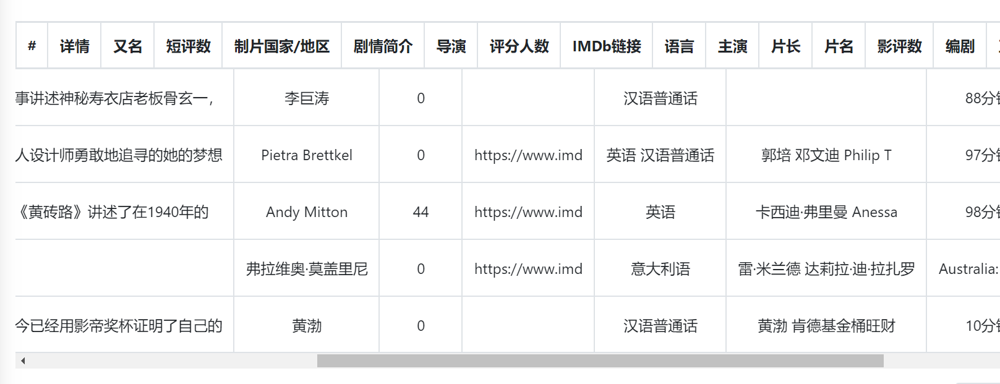 # 详情 又名 短评数 制片国家/地区 剧情简介 导演 评分人数 IMDb链接 语言 主演 片长 片名 影评数 编剧
事讲述神秘寿衣店老板骨玄一， 李巨涛 0 汉语普通话 88分
人设计师勇敢地追寻的她的梦想 Pietra Brettkel 0 https://www.imd 英语 汉语普通话 郭培 邓文迪 Philip T 97分
《黄砖路》讲述了在1940年的 Andy Mitton 44 https://www.imd 英语 卡西迪·弗里曼 Anessa 98分
弗拉维奥·莫盖里尼 0 https://www.imd 意大利语 雷·米兰德 达莉拉·迪·拉扎罗 Australia:
今已经用影帝奖杯证明了自己的 黄渤 0 汉语普通话 黄渤 肯德基金桶旺财 10分